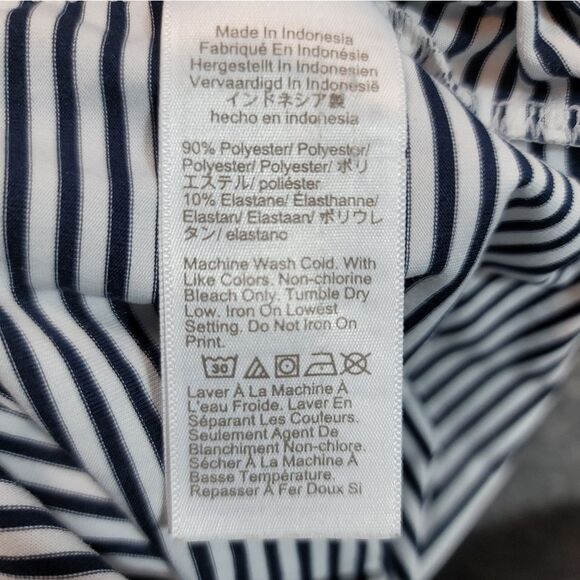 Made In Indonesia
Fabriqué En Indonésie
Hergestellt In Indonesien
Vervaardigd In Indonesien
インドネシア製
hecho en indonesia
90% Polyester/ Polyester/
Polyester/ Polyester/ ポリ
エステル/ poliéster
10% Elastane/ Élasthanne/
Elastan/ Elastaan/ ポリウレ
タン/ elastano
Machine Wash Cold. With
Like Colors. Non-chlorine
Bleach Only. Tumble Dry
Low. Iron On Lowest
Setting. Do Not Iron On
Print.
30
Laver À La Machine À
L'eau Froide. Laver En
Séparant Les Couleurs.
Seulement Agent De
Blanchiment Non-chlore.
Sécher À La Machine À
Basse Température.
Repasser À Fer Doux Si